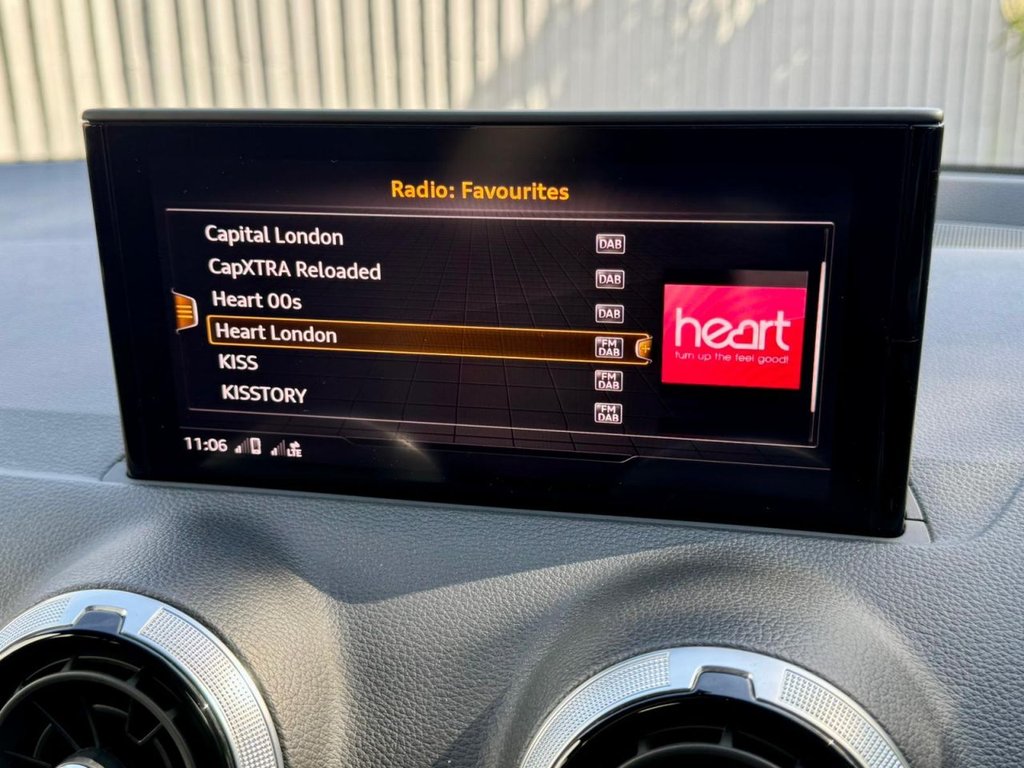 Radio: Favourites
Capital London DAB
CapXTRA Reloaded DAB
Heart 00s DAB
Heart London FM DAB
KISS FM DAB
KISSTORY FM DAB
heart
turn up the feel good!
11:06 LTE